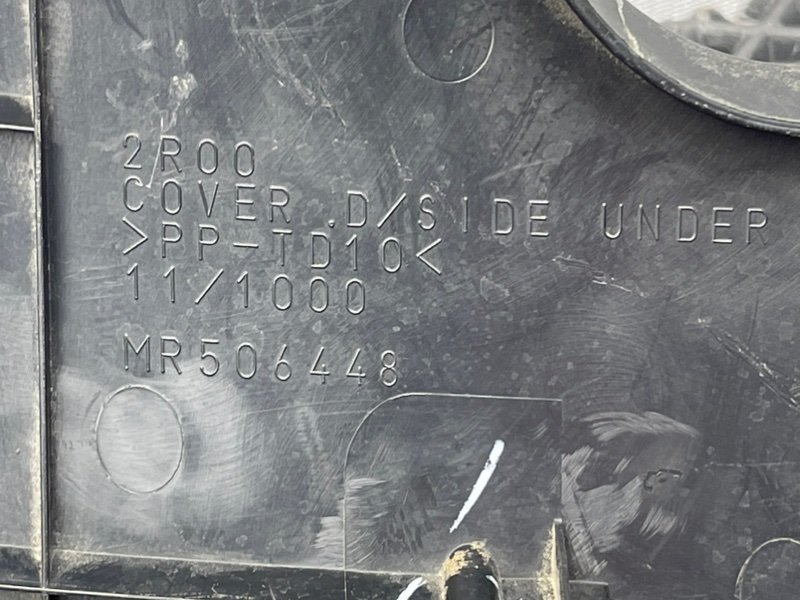 2R00
COVER,D/SIDE UNDER
>PP-TD10<
11/1000
MR506448